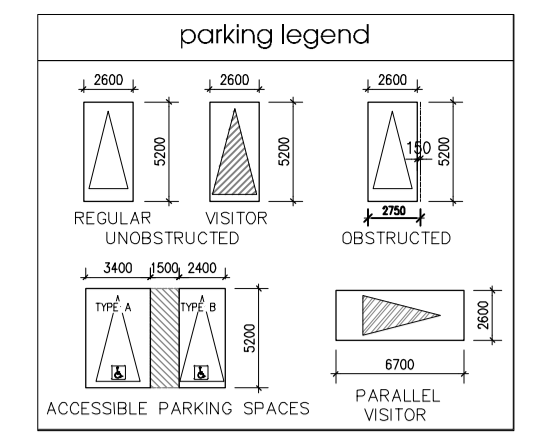 parking legend
2600 2600 2600
5200 5200 5200
150
2750
REGULAR VISITOR
UNOBSTRUCTED OBSTRUCTED
3400 1500 2400
TYPE A TYPE B
5200
2600
6700
ACCESSIBLE PARKING SPACES
PARALLEL
VISITOR